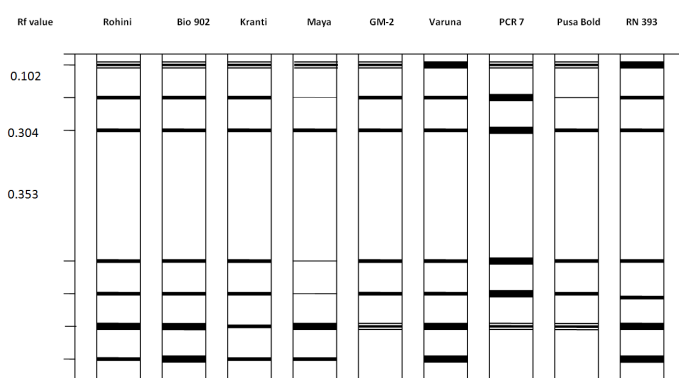 Rf value Rohini Bio 902 Kranti Maya GM-2 Varuna PCR 7 Pusa Bold RN 393
0.102
0.304
0.353